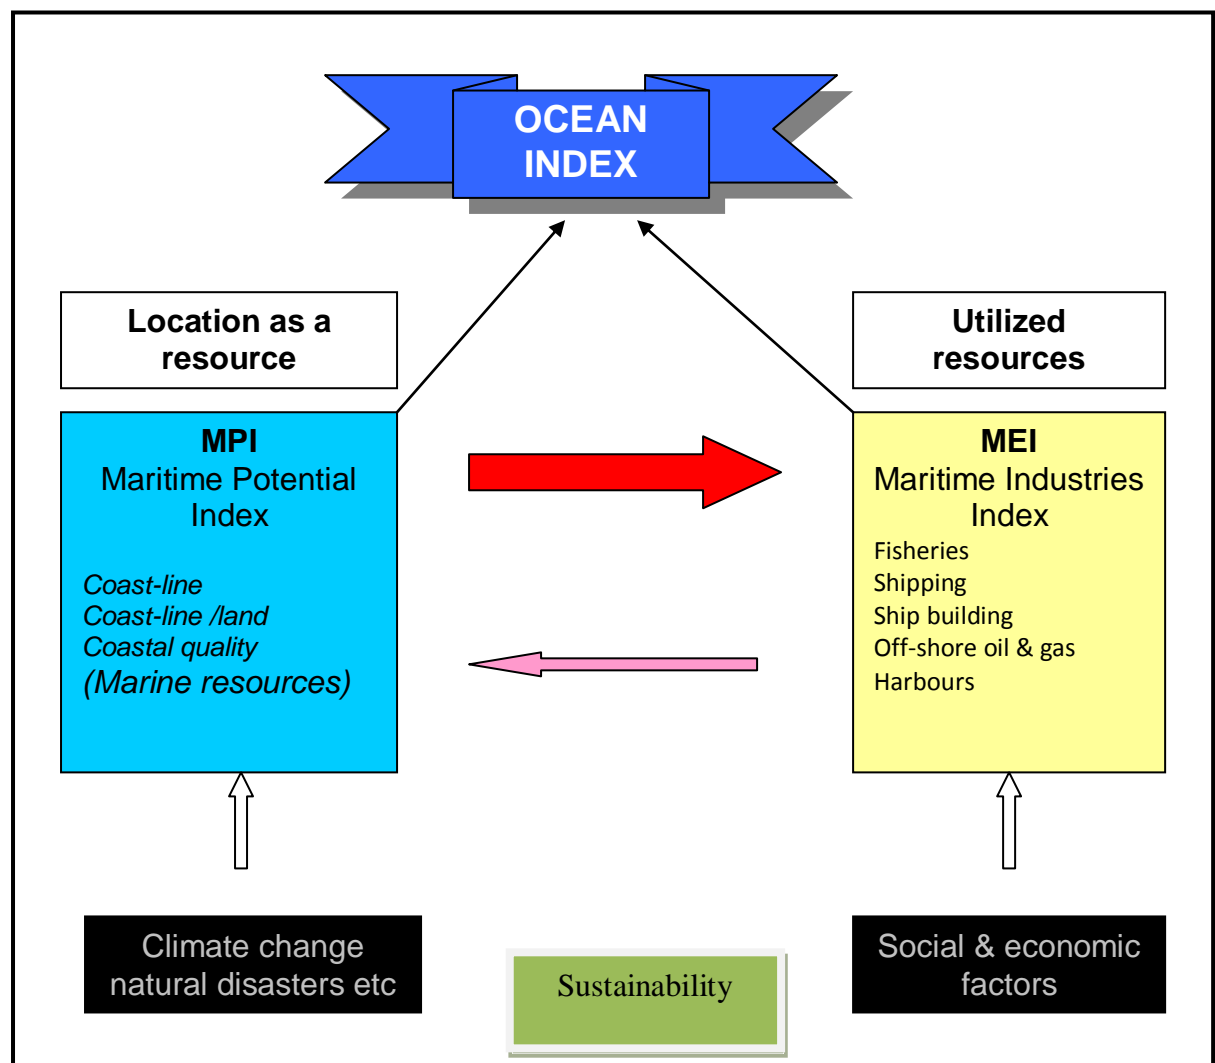 OCEAN
INDEX
Location as a
resource
Utilized
resources
MPI
Maritime Potential
Index
Coast-line
Coast-line /land
Coastal quality
(Marine resources)
MEI
Maritime Industries
Index
Fisheries
Shipping
Ship building
Off-shore oil & gas
Harbours
Climate change
natural disasters etc
Sustainability
Social & economic
factors